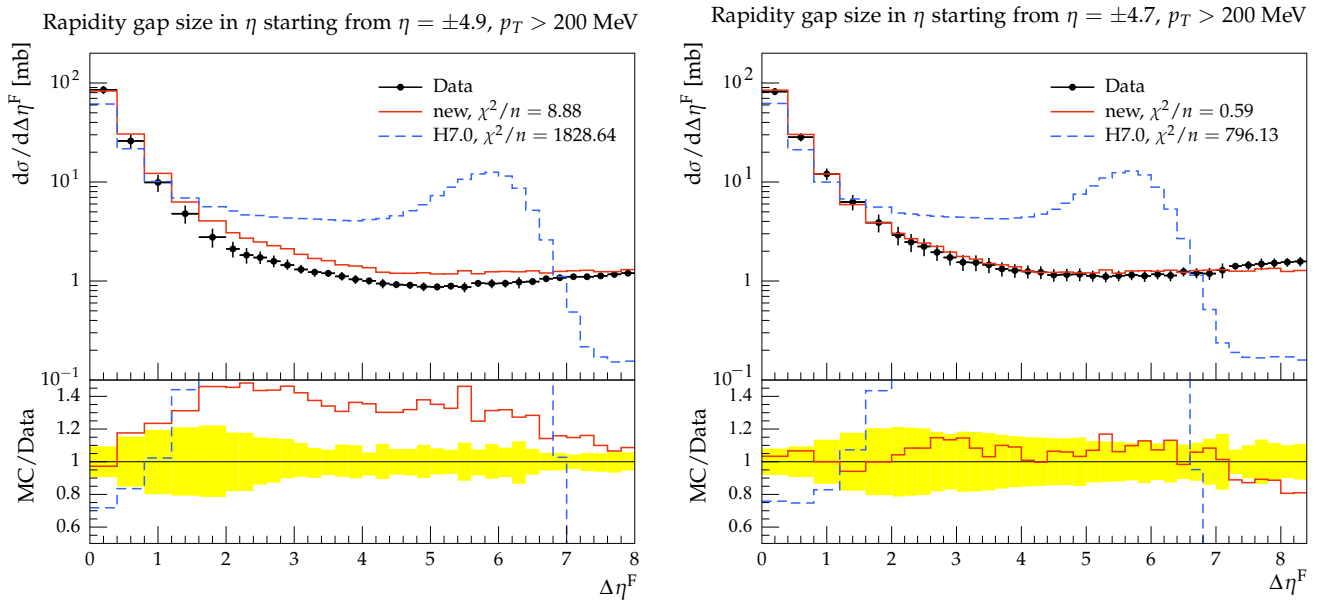 Rapidity gap size in η starting from η = ±4.9, p_T > 200 MeV
dσ/dΔη^F [mb]
10^2
10^1
1
10^−1
Data
new, χ^2/n = 8.88
H7.0, χ^2/n = 1828.64
MC/Data
1.4
1.2
1
0.8
0.6
0 1 2 3 4 5 6 7 8
Δη^F
Rapidity gap size in η starting from η = ±4.7, p_T > 200 MeV
dσ/dΔη^F [mb]
10^2
10^1
1
10^−1
Data
new, χ^2/n = 0.59
H7.0, χ^2/n = 796.13
MC/Data
1.4
1.2
1
0.8
0.6
0 1 2 3 4 5 6 7 8
Δη^F